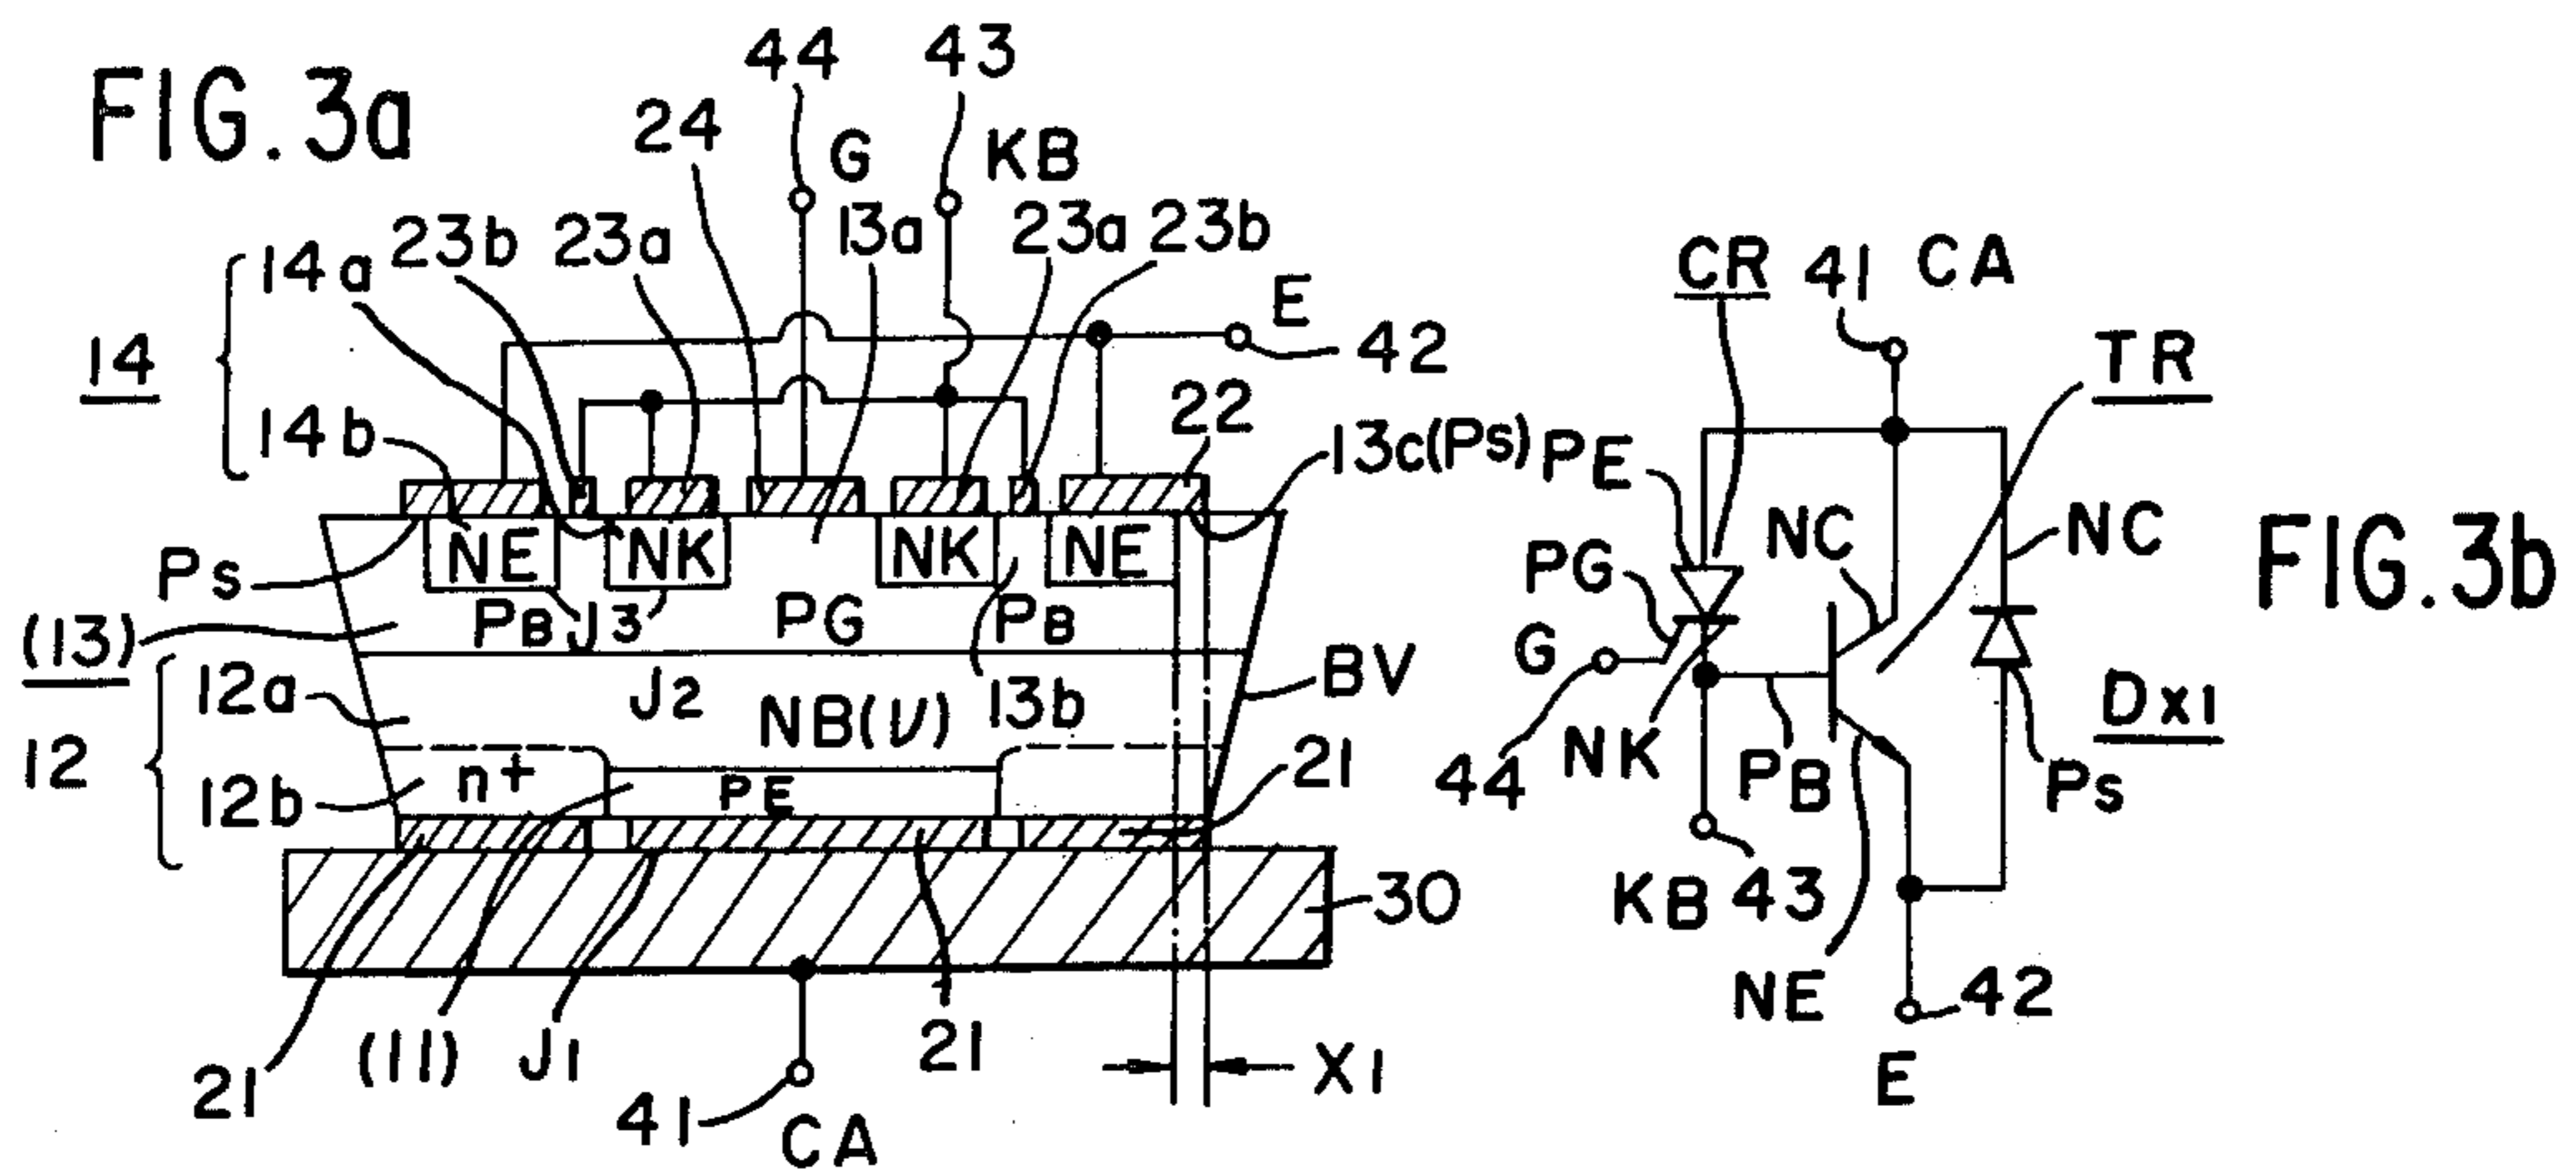 FIG.3a
44 43
24 G KB
14a 23b 23a 13a 23a 23b
E
42
14
14b
22
13c(Ps)
NE NK NK NE
Ps
PB J3 PG PB
(13)
12a
J2
NB(ν)
13b
BV
12
12b
n+
PE
21
30
21 (11) J1 21
X1
41
CA
FIG.3b
CR 41 CA
TR
PE
NC
NC
PG
G
44
NK
PB
Dx1
Ps
KB 43
NE
42
E